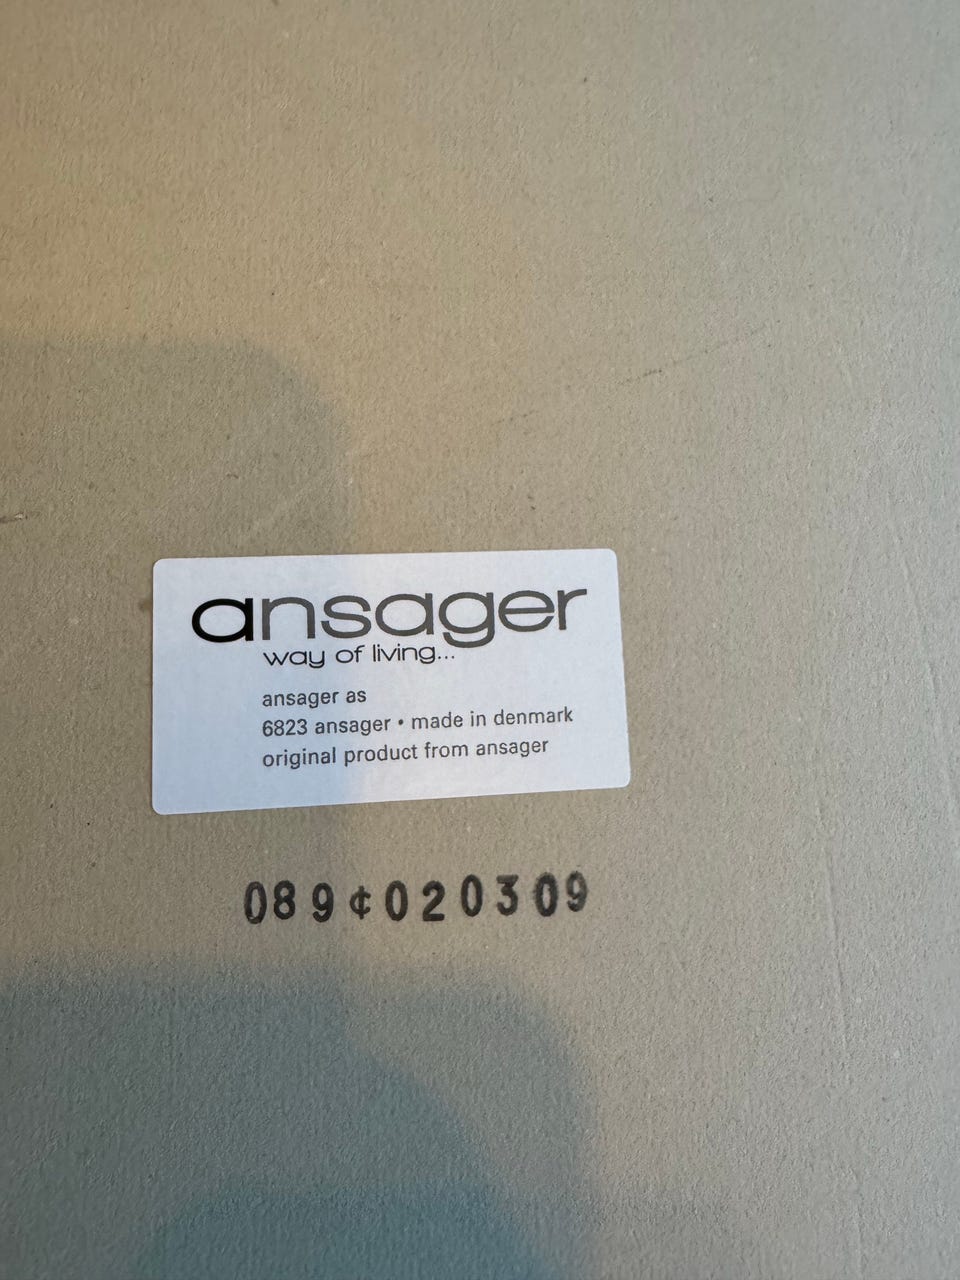 ansager
way of living...
ansager as
6823 ansager • made in denmark
original product from ansager
089¢020309